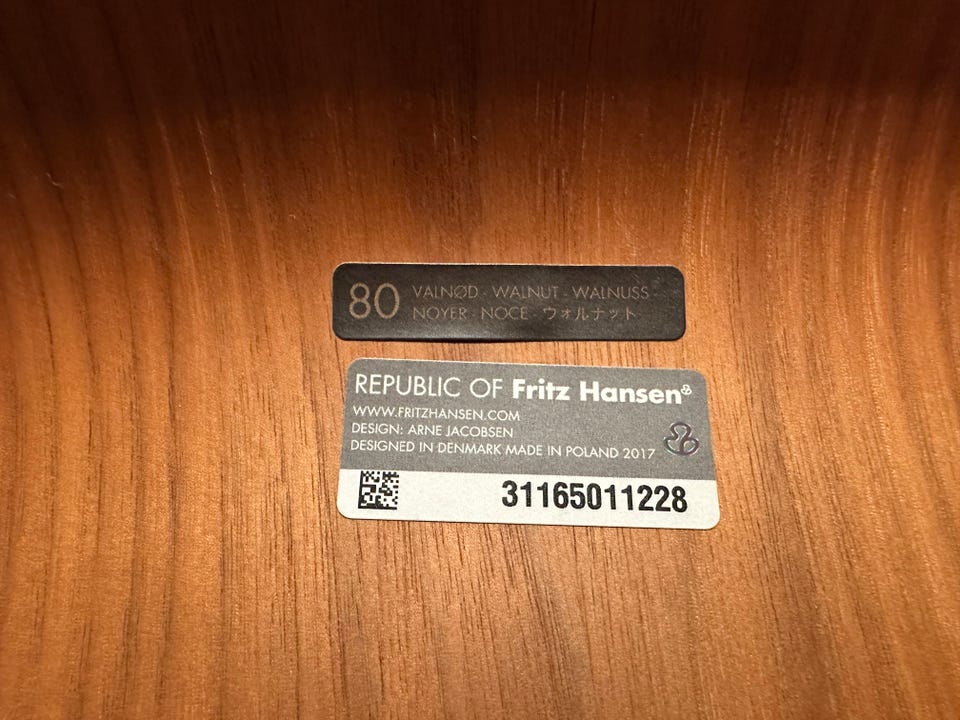 80 VALNØD - WALNUT - WALNUSS -
NOYER - NOCE - ウォルナット
REPUBLIC OF Fritz Hansen®
WWW.FRITZHANSEN.COM
DESIGN: ARNE JACOBSEN
DESIGNED IN DENMARK MADE IN POLAND 2017
31165011228